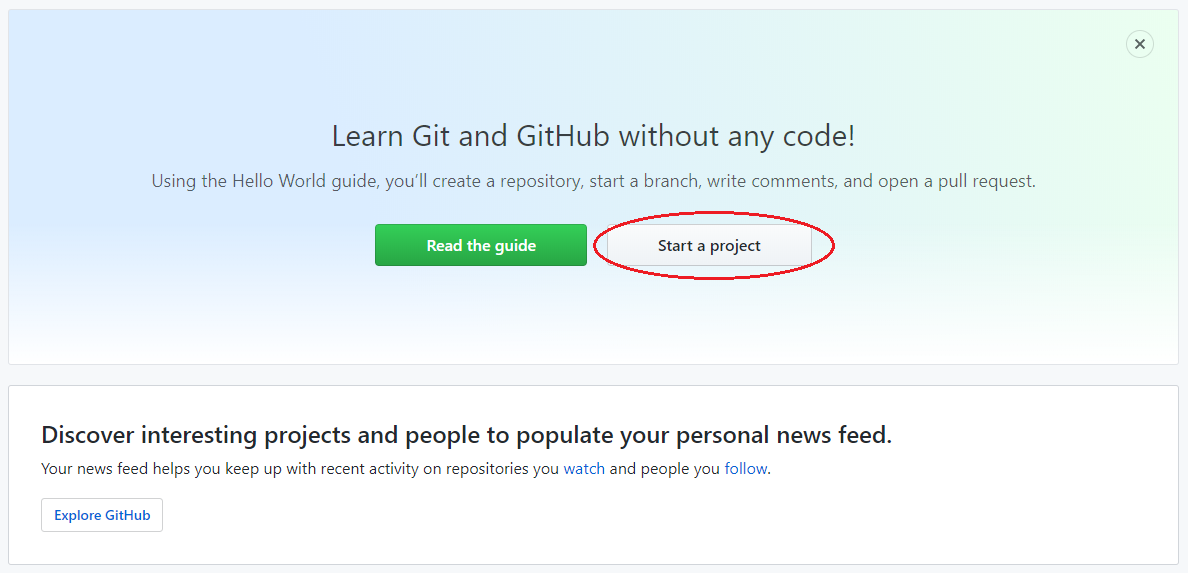 Learn Git and GitHub without any code!
Using the Hello World guide, you’ll create a repository, start a branch, write comments, and open a pull request.
Read the guide
Start a project
Discover interesting projects and people to populate your personal news feed.
Your news feed helps you keep up with recent activity on repositories you watch and people you follow.
Explore GitHub